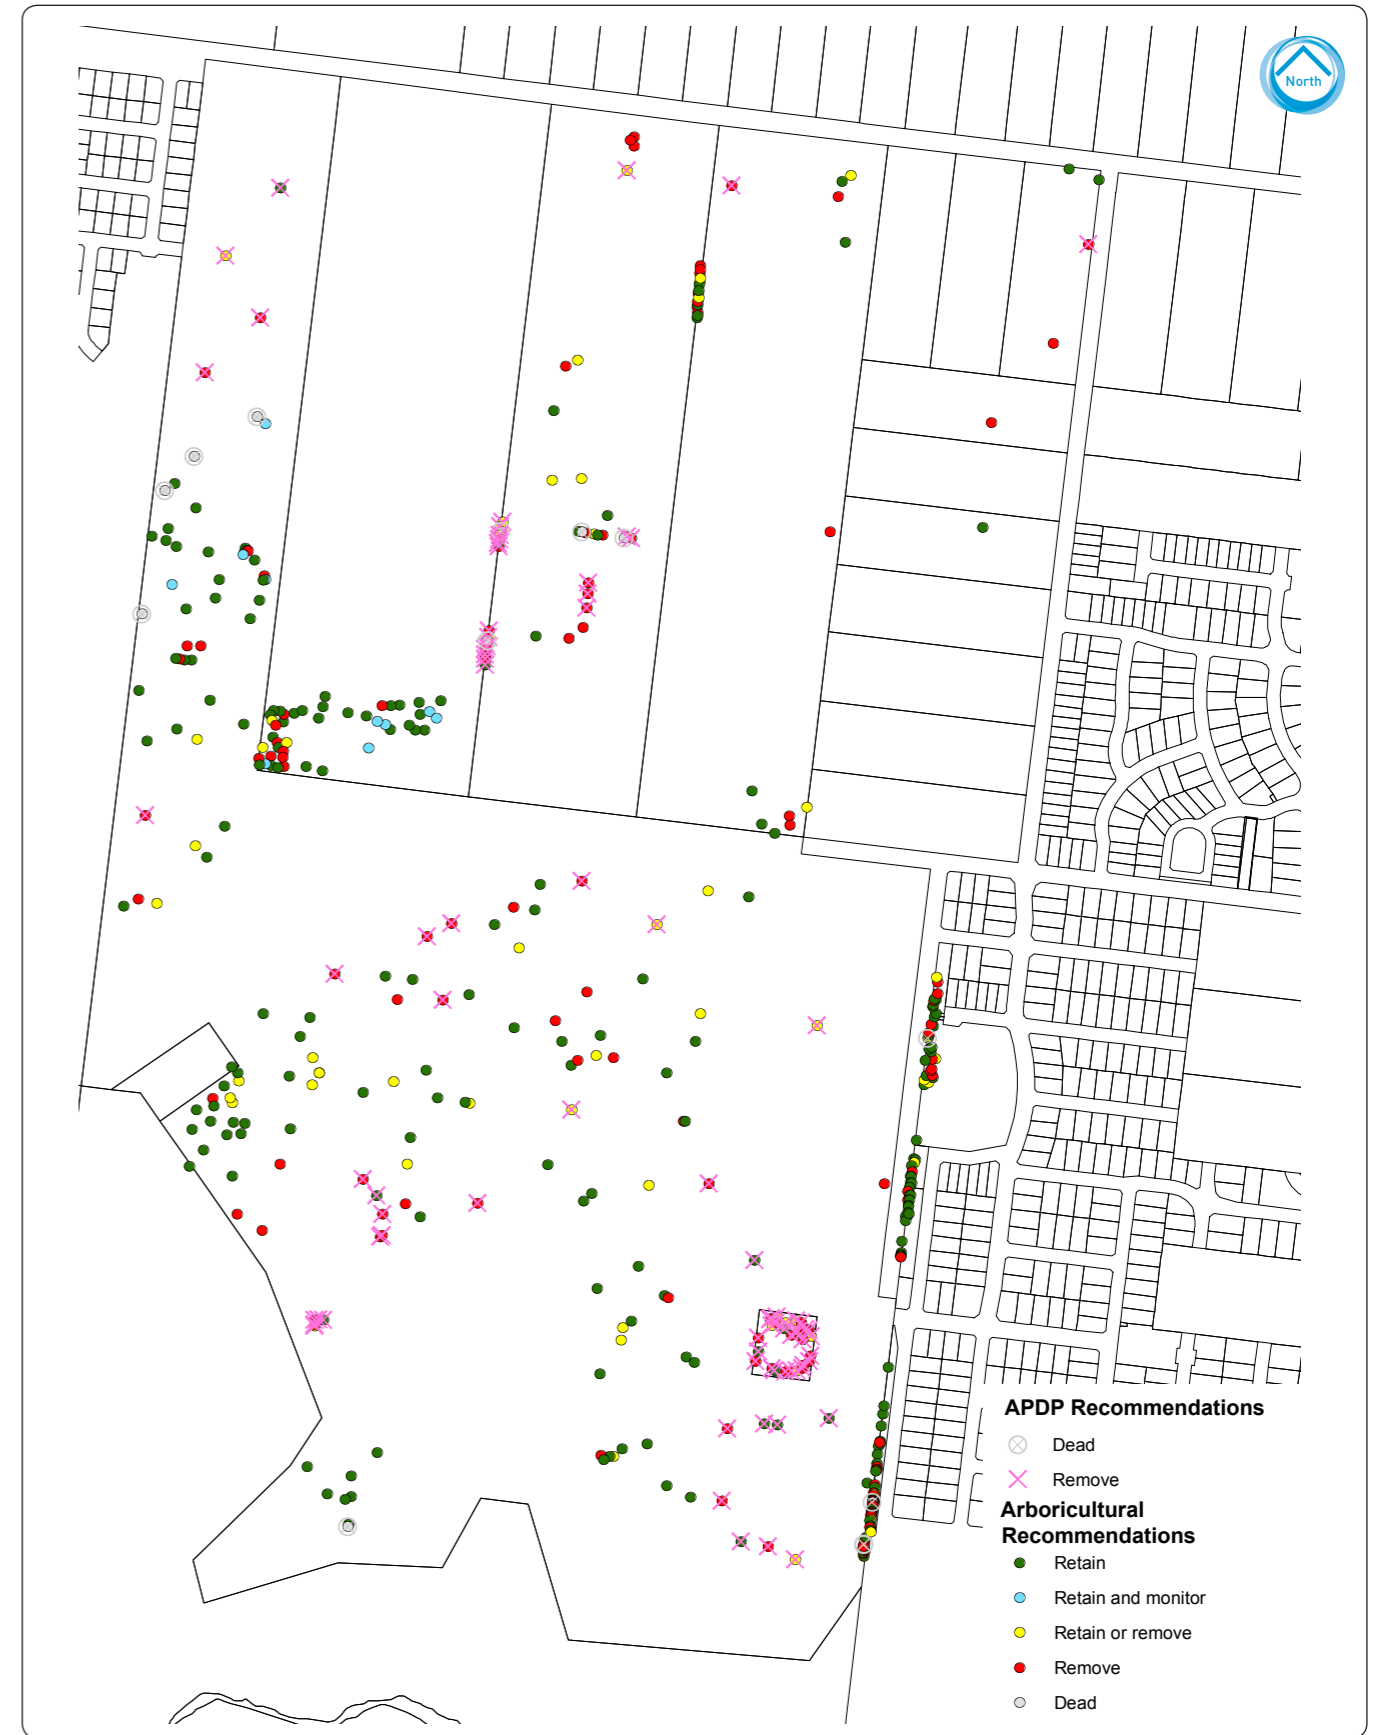 North
APDP Recommendations
Dead
Remove
Arboricultural
Recommendations
Retain
Retain and monitor
Retain or remove
Remove
Dead